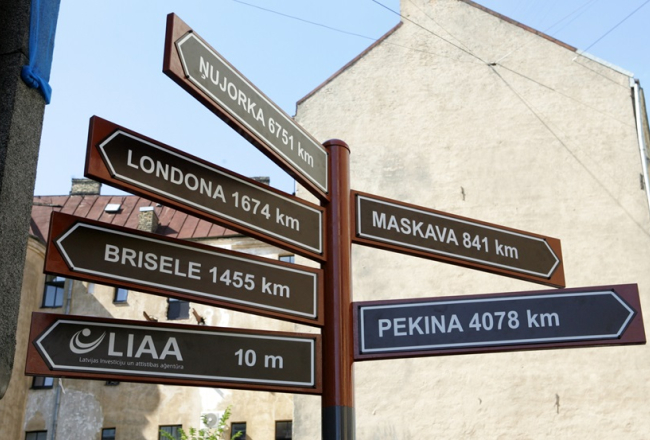 ŅUJORKA 6751 km
LONDONA 1674 km
MASKAVA 841 km
BRISELE 1455 km
PEKINA 4078 km
LIAA 10 m
Latvijas Investīciju un attīstības aģentūra